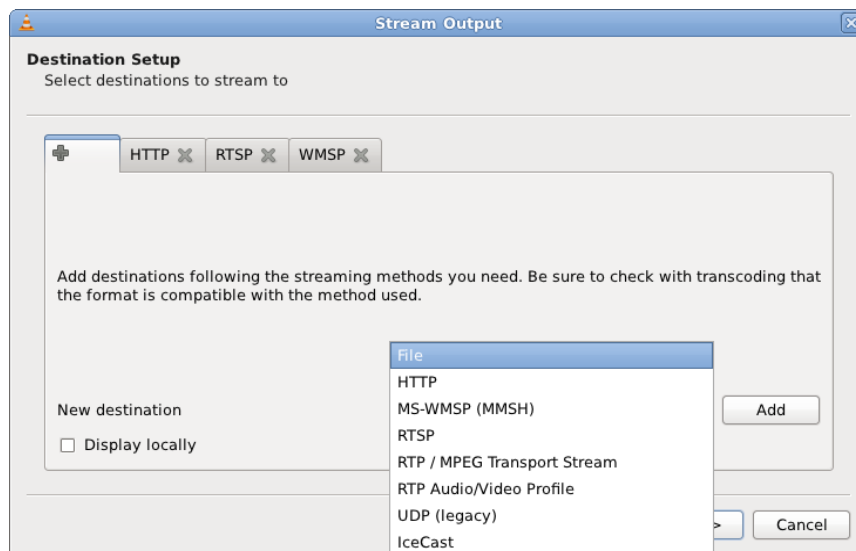 Stream Output
Destination Setup
Select destinations to stream to
HTTP
RTSP
WMSP
Add destinations following the streaming methods you need. Be sure to check with transcoding that
the format is compatible with the method used.
File
HTTP
MS-WMSP (MMSH)
RTSP
RTP / MPEG Transport Stream
RTP Audio/Video Profile
UDP (legacy)
IceCast
New destination
Add
Display locally
>
Cancel